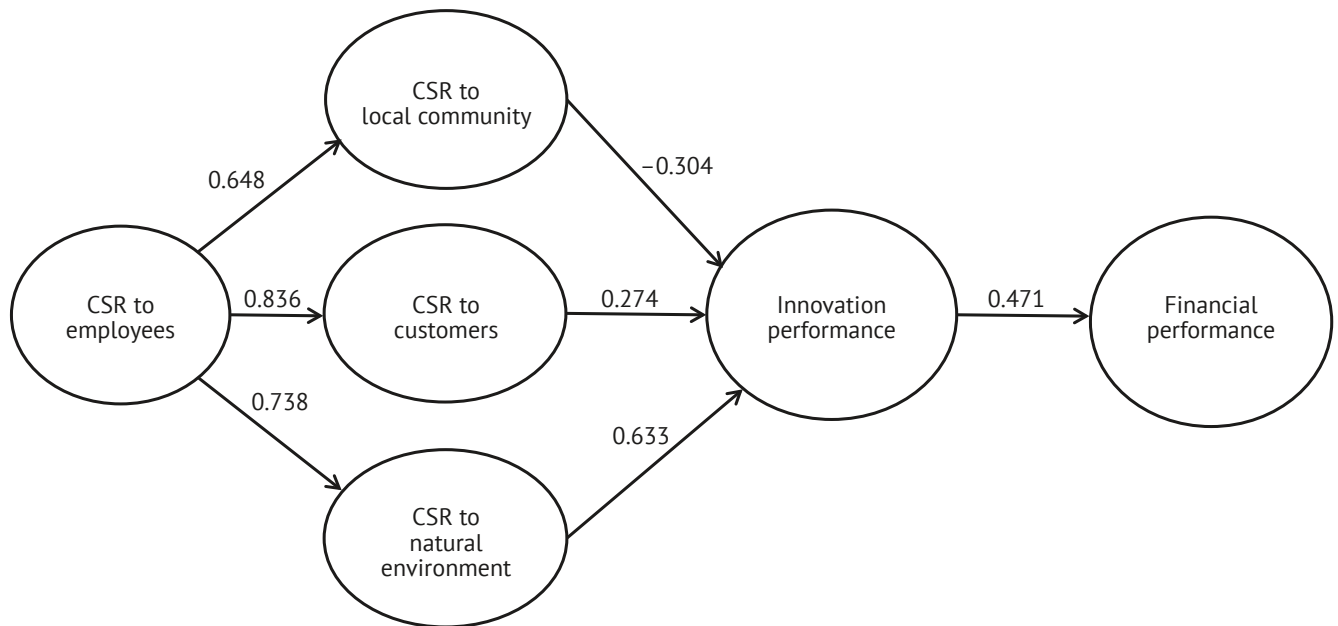 CSR to
local community
–0.304
0.648
CSR to
employees
0.836
CSR to
customers
0.274
Innovation
performance
0.471
Financial
performance
0.738
0.633
CSR to
natural
environment